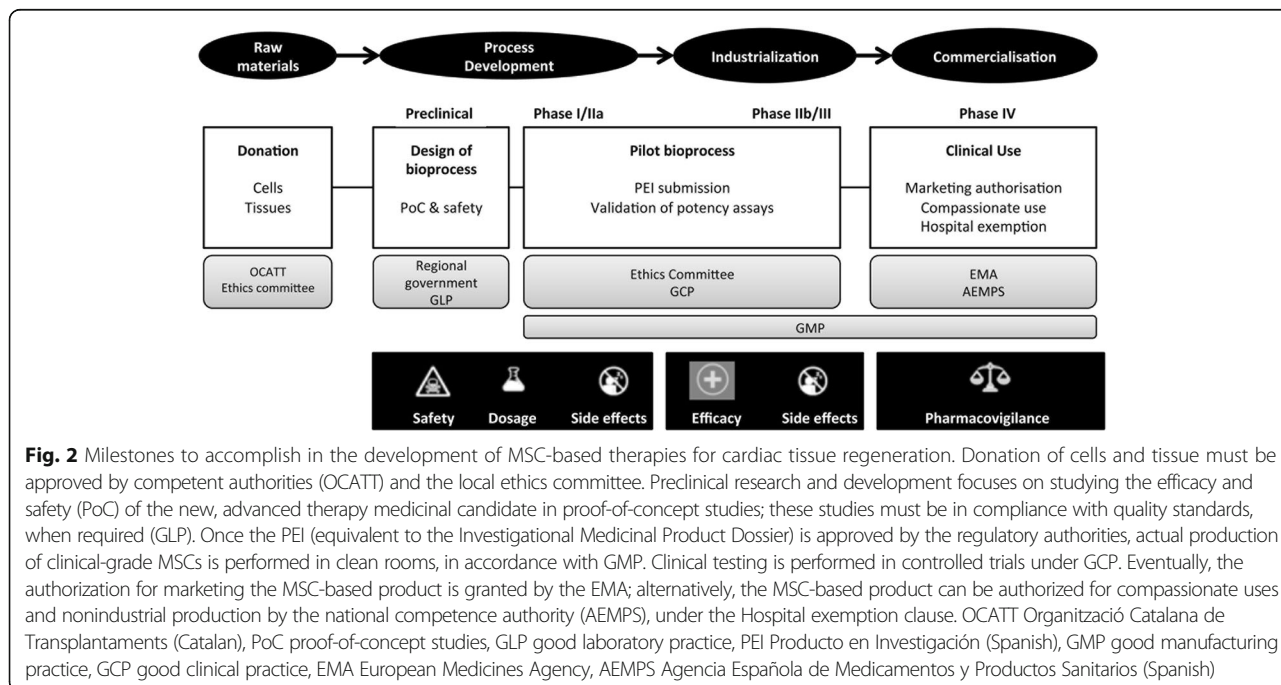 Raw
materials
Process
Development
Industrialization
Commercialisation
Preclinical
Phase I/IIa
Phase IIb/III
Phase IV
Donation
Cells
Tissues
Design of
bioprocess
PoC & safety
Pilot bioprocess
PEI submission
Validation of potency assays
Clinical Use
Marketing authorisation
Compassionate use
Hospital exemption
OCATT
Ethics committee
Regional
government
GLP
Ethics Committee
GCP
EMA
AEMPS
GMP
Safety
Dosage
Side effects
Efficacy
Side effects
Pharmacovigilance
Fig. 2 Milestones to accomplish in the development of MSC-based therapies for cardiac tissue regeneration. Donation of cells and tissue must be
approved by competent authorities (OCATT) and the local ethics committee. Preclinical research and development focuses on studying the efficacy and
safety (PoC) of the new, advanced therapy medicinal candidate in proof-of-concept studies; these studies must be in compliance with quality standards,
when required (GLP). Once the PEI (equivalent to the Investigational Medicinal Product Dossier) is approved by the regulatory authorities, actual production
of clinical-grade MSCs is performed in clean rooms, in accordance with GMP. Clinical testing is performed in controlled trials under GCP. Eventually, the
authorization for marketing the MSC-based product is granted by the EMA; alternatively, the MSC-based product can be authorized for compassionate uses
and nonindustrial production by the national competence authority (AEMPS), under the Hospital exemption clause. OCATT Organització Catalana de
Transplantaments (Catalan), PoC proof-of-concept studies, GLP good laboratory practice, PEI Producto en Investigación (Spanish), GMP good manufacturing
practice, GCP good clinical practice, EMA European Medicines Agency, AEMPS Agencia Española de Medicamentos y Productos Sanitarios (Spanish)